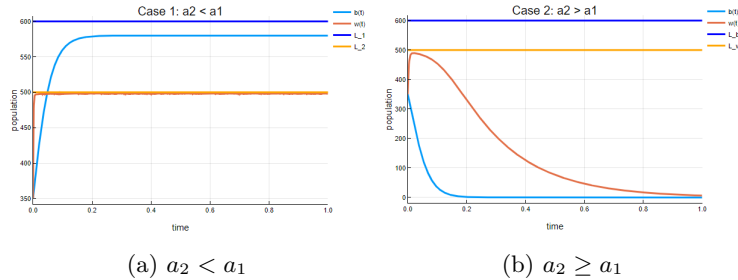 Case 1: a2 < a1
600
550
500
450
400
350
population
0.0
0.2
0.4
0.6
0.8
1.0
time
b(t)
w(t)
L_1
L_2
(a) a₂ < a₁
Case 2: a2 > a1
600
500
400
300
200
100
0
population
0.0
0.2
0.4
0.6
0.8
1.0
time
b(t)
w(t)
L_b
L_w
(b) a₂ ≥ a₁